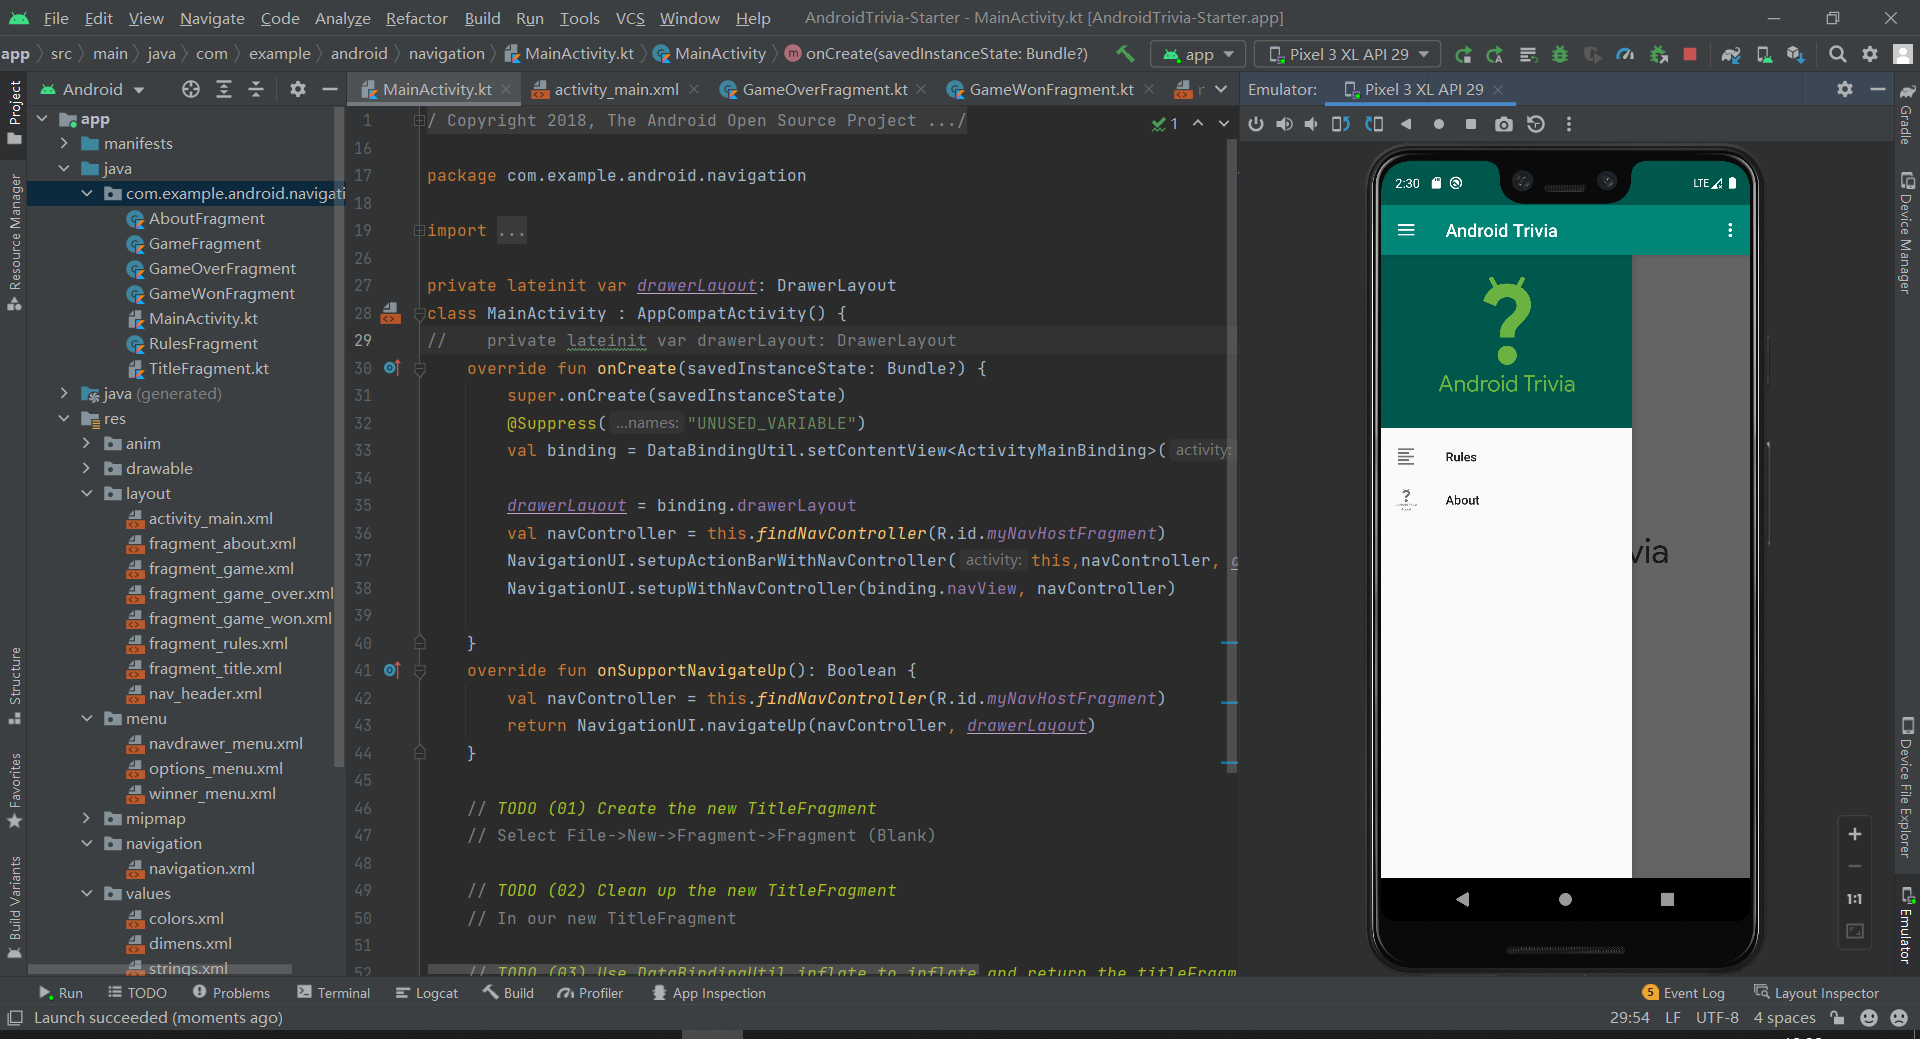 File Edit View Navigate Code Analyze Refactor Build Run Tools VCS Window Help AndroidTrivia-Starter - MainActivity.kt [AndroidTrivia-Starter.app]
app src main java com example android navigation MainActivity.kt MainActivity onCreate(savedInstanceState: Bundle?) app Pixel 3 XL API 29
Project
Resource Manager
Structure
Favorites
Build Variants
Android
app
manifests
java
com.example.android.navigati
AboutFragment
GameFragment
GameOverFragment
GameWonFragment
MainActivity.kt
RulesFragment
TitleFragment.kt
java (generated)
res
anim
drawable
layout
activity_main.xml
fragment_about.xml
fragment_game.xml
fragment_game_over.xml
fragment_game_won.xml
fragment_rules.xml
fragment_title.xml
nav_header.xml
menu
navdrawer_menu.xml
options_menu.xml
winner_menu.xml
mipmap
navigation
navigation.xml
values
colors.xml
dimens.xml
strings.xml
MainActivity.kt activity_main.xml GameOverFragment.kt GameWonFragment.kt
1 / Copyright 2018, The Android Open Source Project .../ 1
16
17 package com.example.android.navigation
18
19 import ...
26
27 private lateinit var drawerLayout: DrawerLayout
28 class MainActivity : AppCompatActivity() {
29 // private lateinit var drawerLayout: DrawerLayout
30 override fun onCreate(savedInstanceState: Bundle?) {
31 super.onCreate(savedInstanceState)
32 @Suppress( ...names: "UNUSED_VARIABLE")
33 val binding = DataBindingUtil.setContentView<ActivityMainBinding>( activity:
34
35 drawerLayout = binding.drawerLayout
36 val navController = this.findNavController(R.id.myNavHostFragment)
37 NavigationUI.setupActionBarWithNavController( activity: this,navController, d
38 NavigationUI.setupWithNavController(binding.navView, navController)
39
40 }
41 override fun onSupportNavigateUp(): Boolean {
42 val navController = this.findNavController(R.id.myNavHostFragment)
43 return NavigationUI.navigateUp(navController, drawerLayout)
44 }
45
46 // TODO (01) Create the new TitleFragment
47 // Select File->New->Fragment->Fragment (Blank)
48
49 // TODO (02) Clean up the new TitleFragment
50 // In our new TitleFragment
51
52 // TODO (03) Use DataBindingUtil.inflate to inflate and return the titleFragm
Emulator: Pixel 3 XL API 29
2:30 LTE
Android Trivia
Android Trivia
Rules
About
via
1:1
Gradle
Device Manager
Device File Explorer
Emulator
Run TODO Problems Terminal Logcat Build Profiler App Inspection 5 Event Log Layout Inspector
Launch succeeded (moments ago) 29:54 LF UTF-8 4 spaces